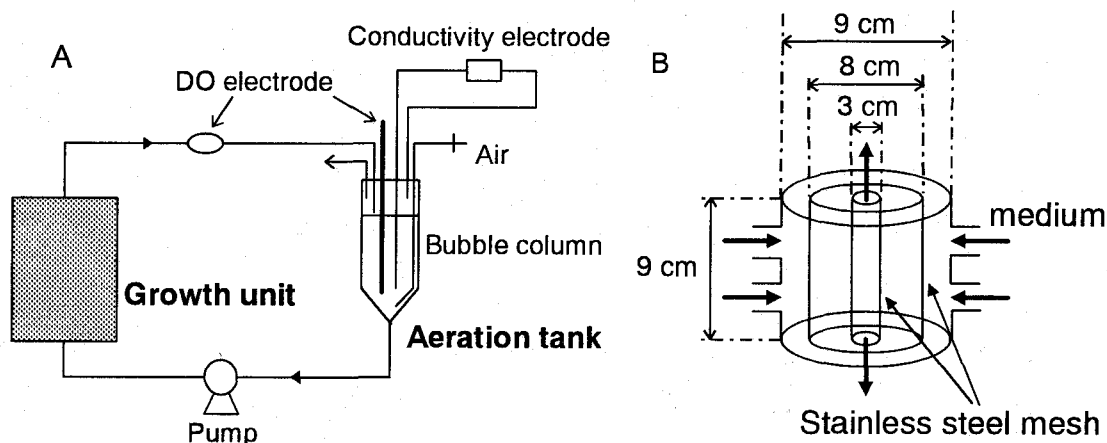 A
Conductivity electrode
DO electrode
Air
Bubble column
Growth unit
Aeration tank
Pump
B
9 cm
8 cm
3 cm
medium
9 cm
Stainless steel mesh